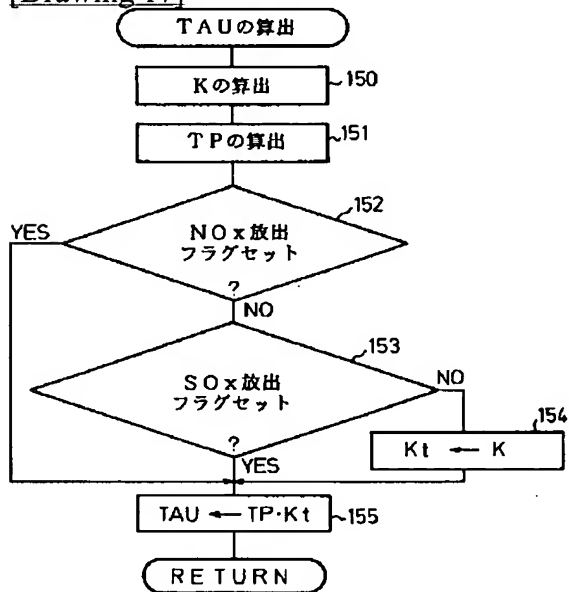 TAUの算出
Kの算出
150
TPの算出
151
152
YES
NOx放出
フラグセット
?
NO
153
SOx放出
フラグセット
NO
?
YES
154
Kt ← K
TAU ← TP·Kt
155
RETURN